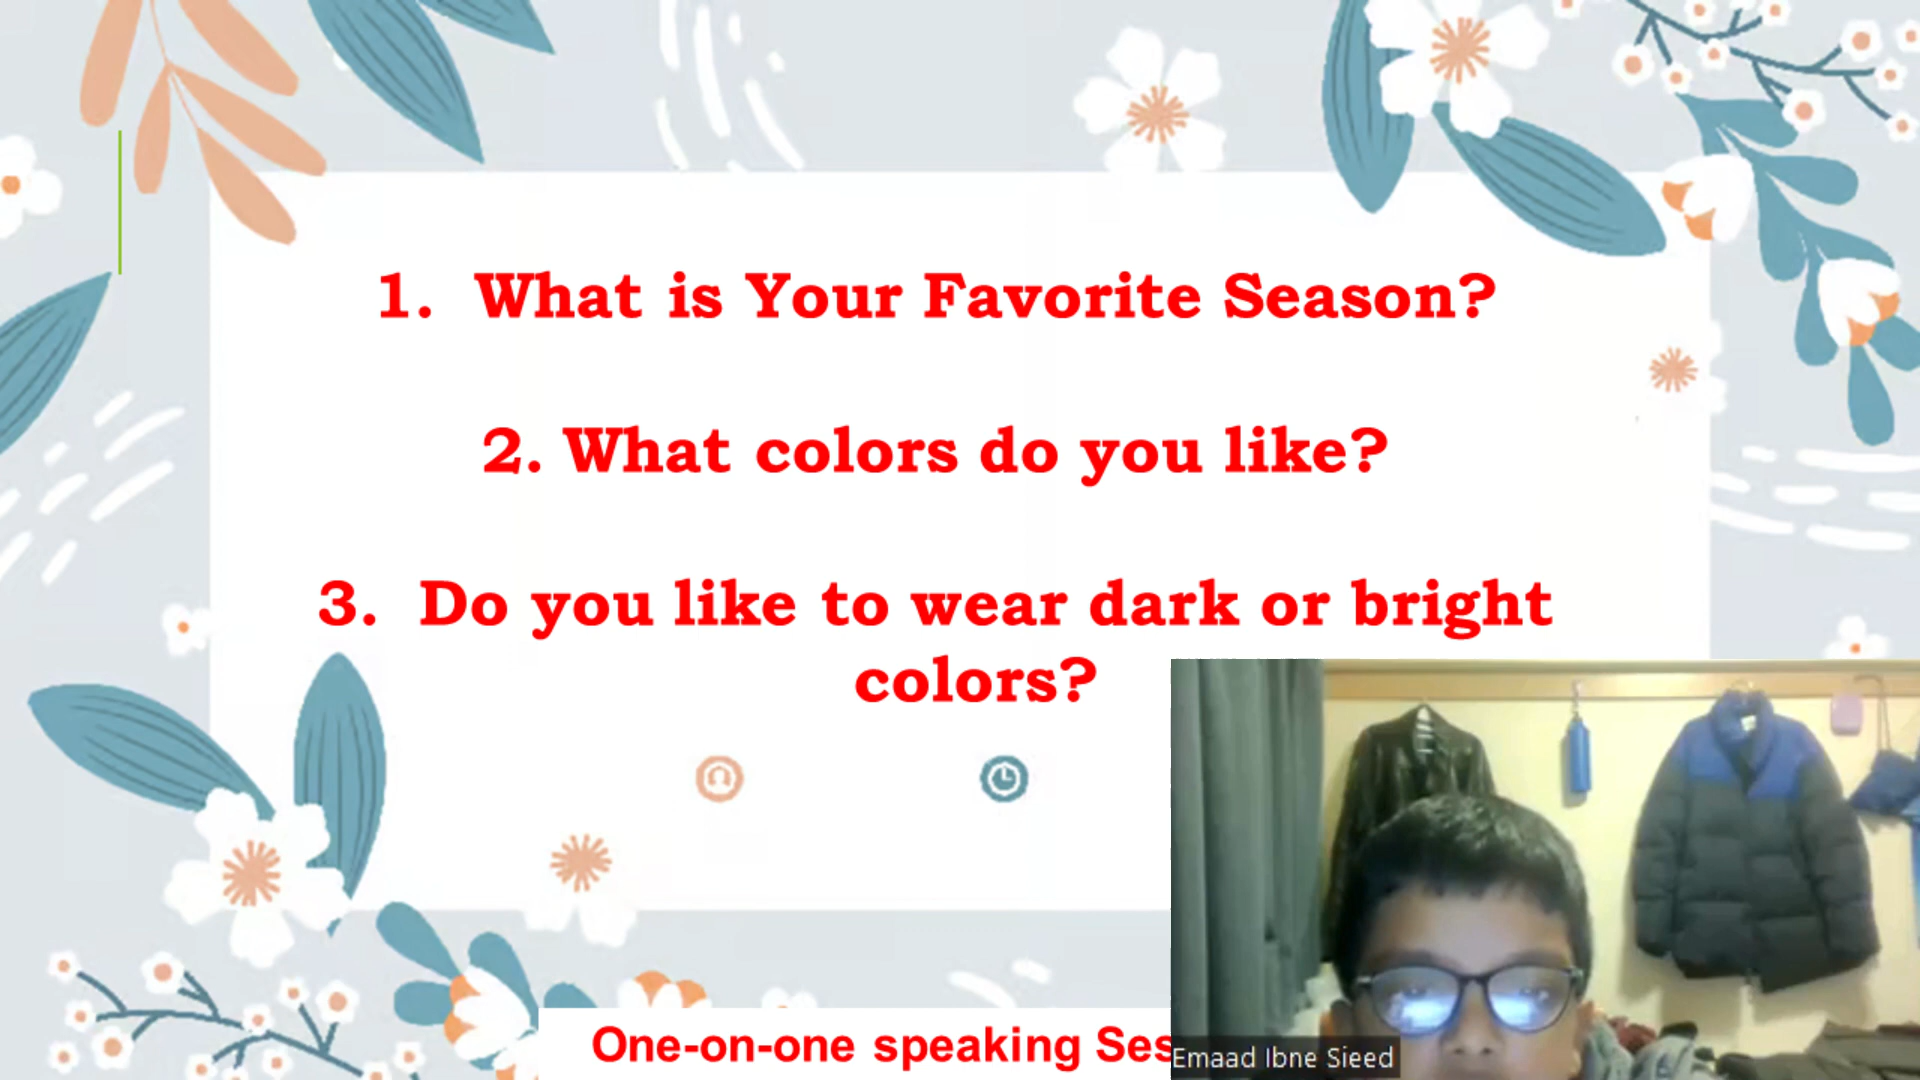 1. What is Your Favorite Season?
2. What colors do you like?
3. Do you like to wear dark or bright
colors?
One-on-one speaking Ses
Emaad Ibne Sieed